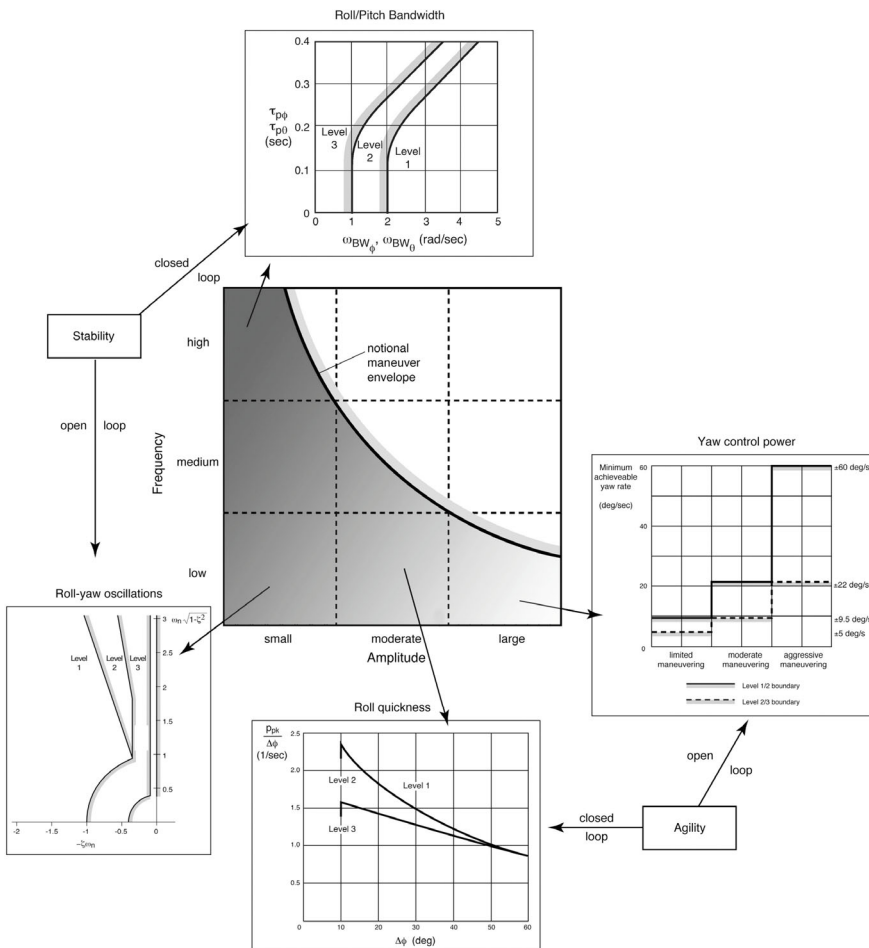 Roll/Pitch Bandwidth
0.4
0.3
τpφ
τpθ
(sec)
0.2
0.1
0
Level
3
Level
2
Level
1
0 1 2 3 4 5
ωBWφ, ωBWθ (rad/sec)
closed
loop
Stability
open loop
high
medium
low
Frequency
notional
maneuver
envelope
small moderate large
Amplitude
Yaw control power
Minimum
achieveable
yaw rate
(deg/sec)
60
40
20
0
±60 deg/s
±22 deg/s
±9.5 deg/s
±5 deg/s
limited
maneuvering
moderate
maneuvering
aggressive
maneuvering
Level 1/2 boundary
Level 2/3 boundary
Roll-yaw oscillations
ωn√1-ζ²
3
2.5
2
1.5
1
0.5
Level
1
Level
2
Level
3
-2 -1.5 -1 -0.5 0
-ζωn
Roll quickness
ppk
Δφ
(1/sec)
2.5
2.0
1.5
1.0
0.5
Level 2
Level 1
Level 3
0 10 20 30 40 50 60
Δφ (deg)
open
loop
closed
loop
Agility